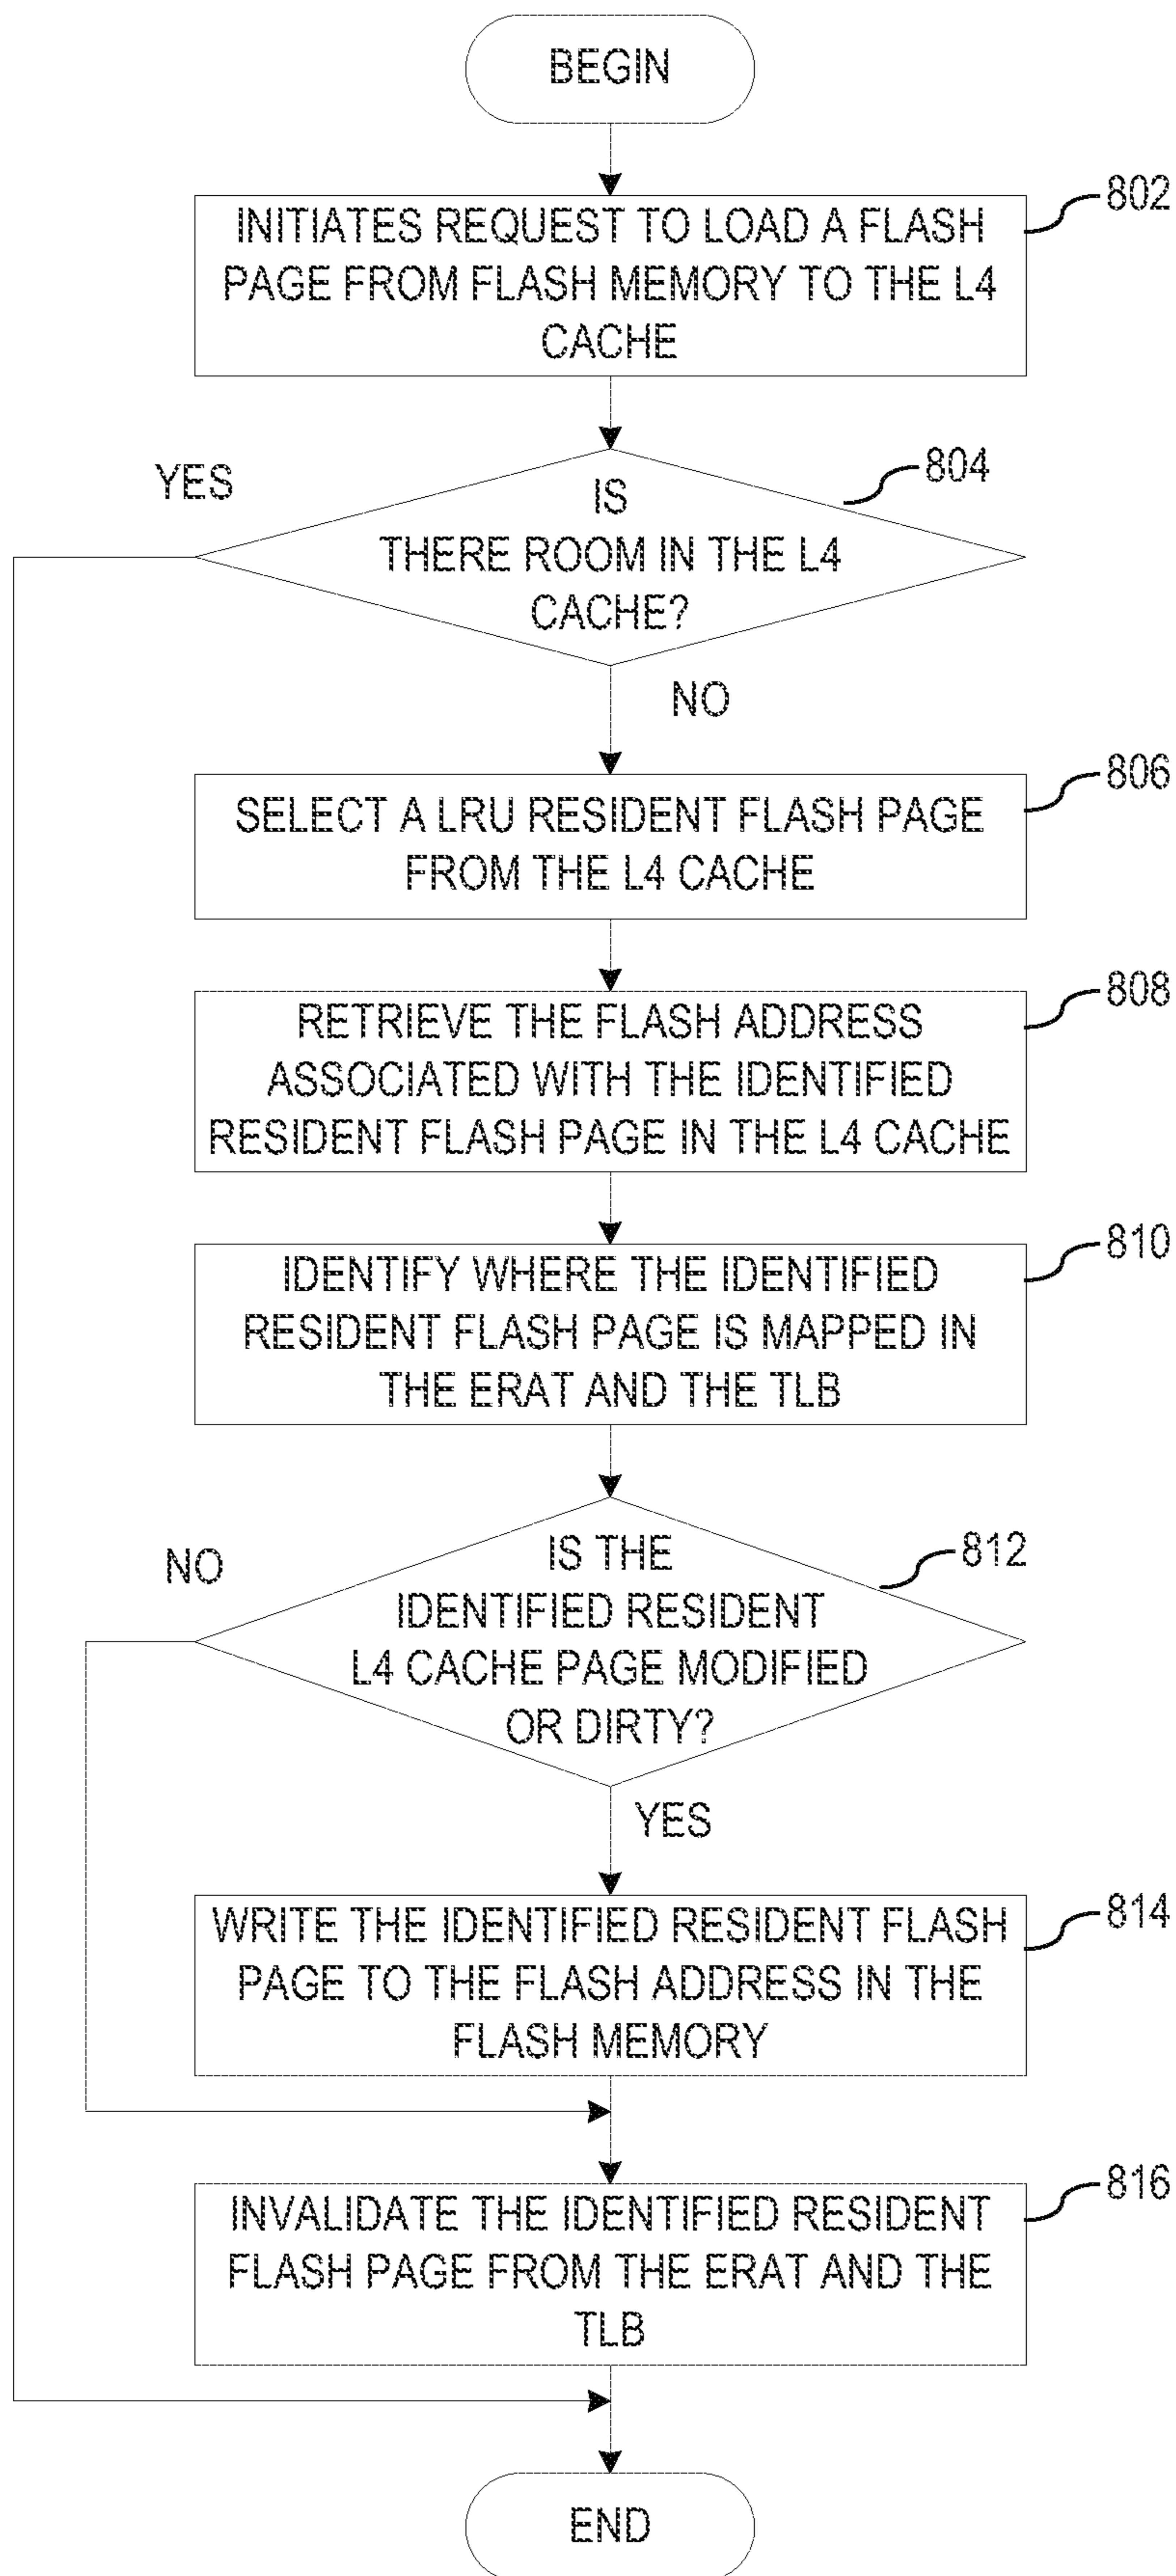 BEGIN
802
INITIATES REQUEST TO LOAD A FLASH
PAGE FROM FLASH MEMORY TO THE L4
CACHE
YES
804
IS
THERE ROOM IN THE L4
CACHE?
NO
806
SELECT A LRU RESIDENT FLASH PAGE
FROM THE L4 CACHE
808
RETRIEVE THE FLASH ADDRESS
ASSOCIATED WITH THE IDENTIFIED
RESIDENT FLASH PAGE IN THE L4 CACHE
810
IDENTIFY WHERE THE IDENTIFIED
RESIDENT FLASH PAGE IS MAPPED IN
THE ERAT AND THE TLB
NO
812
IS THE
IDENTIFIED RESIDENT
L4 CACHE PAGE MODIFIED
OR DIRTY?
YES
814
WRITE THE IDENTIFIED RESIDENT FLASH
PAGE TO THE FLASH ADDRESS IN THE
FLASH MEMORY
816
INVALIDATE THE IDENTIFIED RESIDENT
FLASH PAGE FROM THE ERAT AND THE
TLB
END